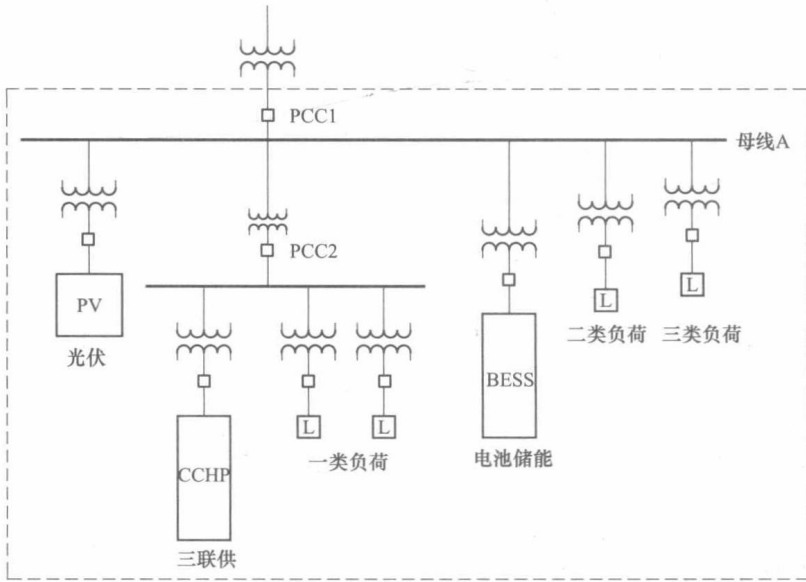 PCC1
母线A
PCC2
PV
光伏
L
L
二类负荷
三类负荷
BESS
电池储能
L
L
一类负荷
CCHP
三联供